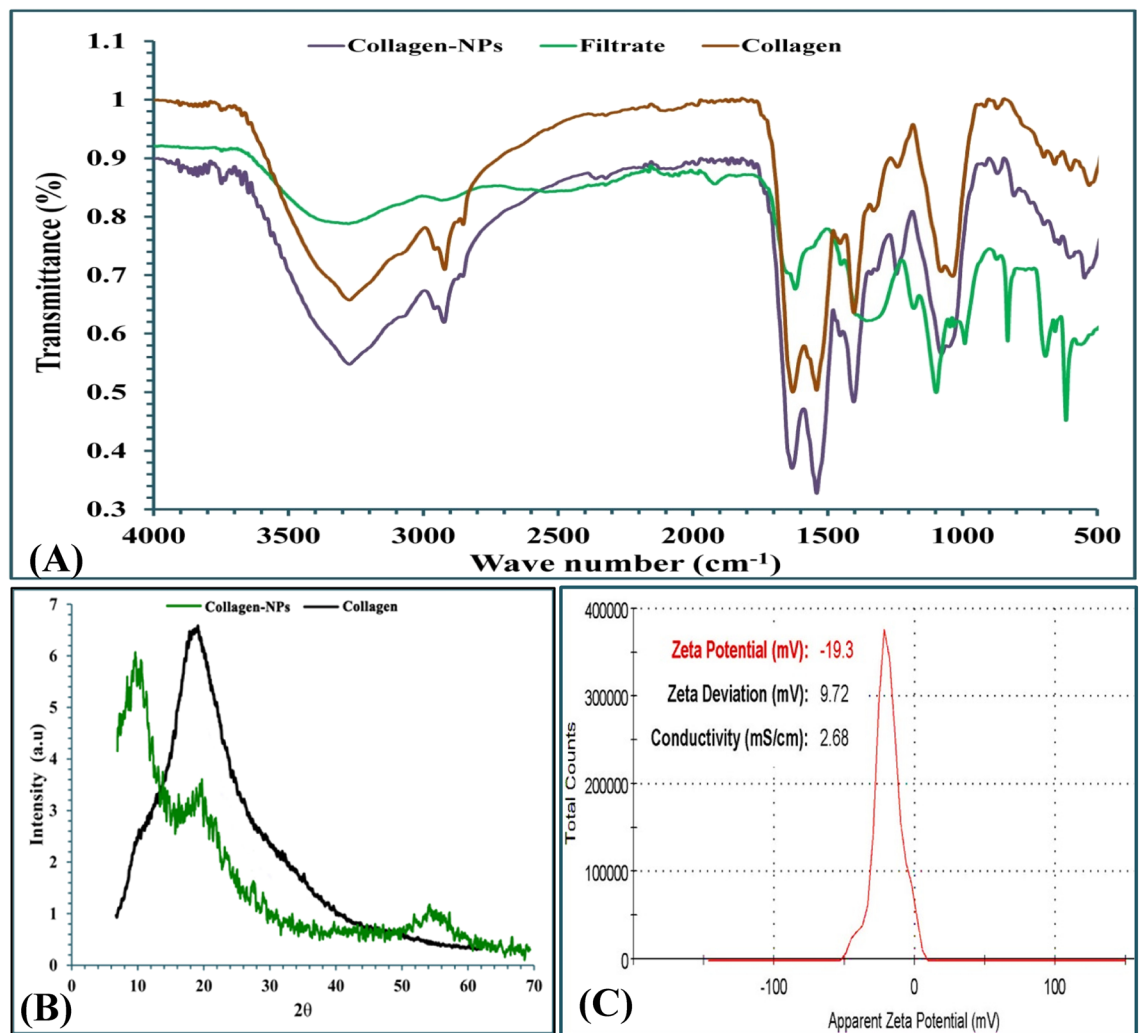 Collagen-NPs Filtrate Collagen
1.1
1
0.9
0.8
0.7
0.6
0.5
0.4
0.3
Transmittance (%)
4000 3500 3000 2500 2000 1500 1000 500
Wave number (cm⁻¹)
(A)
Collagen-NPs Collagen
7
6
5
4
3
2
1
0
Intensity (a.u)
0 10 20 30 40 50 60 70
2θ
(B)
400000
300000
200000
100000
0
Total Counts
Zeta Potential (mV): -19.3
Zeta Deviation (mV): 9.72
Conductivity (mS/cm): 2.68
-100 0 100
Apparent Zeta Potential (mV)
(C)